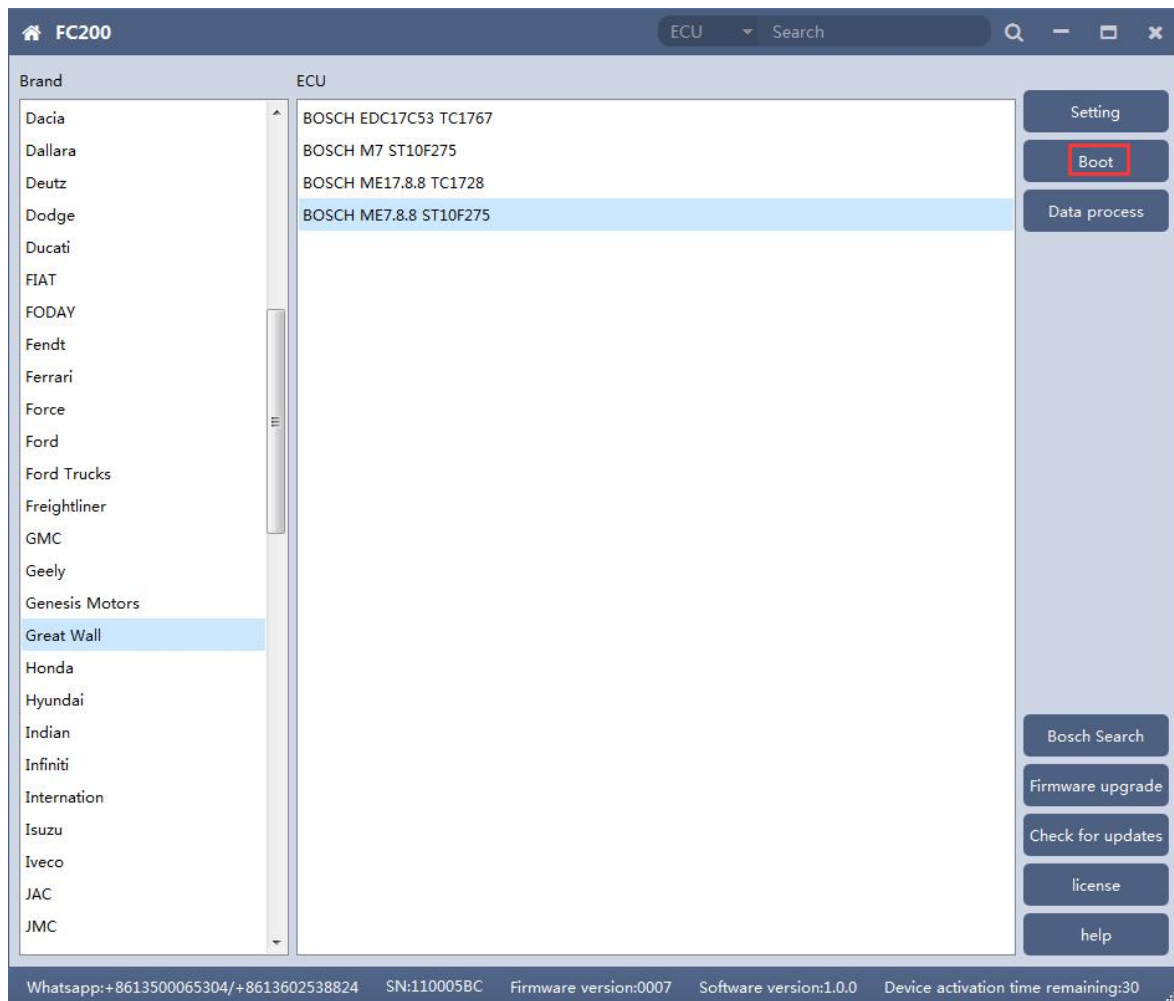 FC200
ECU
Search
Brand
ECU
Dacia
Dallara
Deutz
Dodge
Ducati
FIAT
FODAY
Fendt
Ferrari
Force
Ford
Ford Trucks
Freightliner
GMC
Geely
Genesis Motors
Great Wall
Honda
Hyundai
Indian
Infiniti
Internation
Isuzu
Iveco
JAC
JMC
BOSCH EDC17C53 TC1767
BOSCH M7 ST10F275
BOSCH ME17.8.8 TC1728
BOSCH ME7.8.8 ST10F275
Setting
Boot
Data process
Bosch Search
Firmware upgrade
Check for updates
license
help
Whatsapp:+8613500065304/+8613602538824 SN:110005BC Firmware version:0007 Software version:1.0.0 Device activation time remaining:30